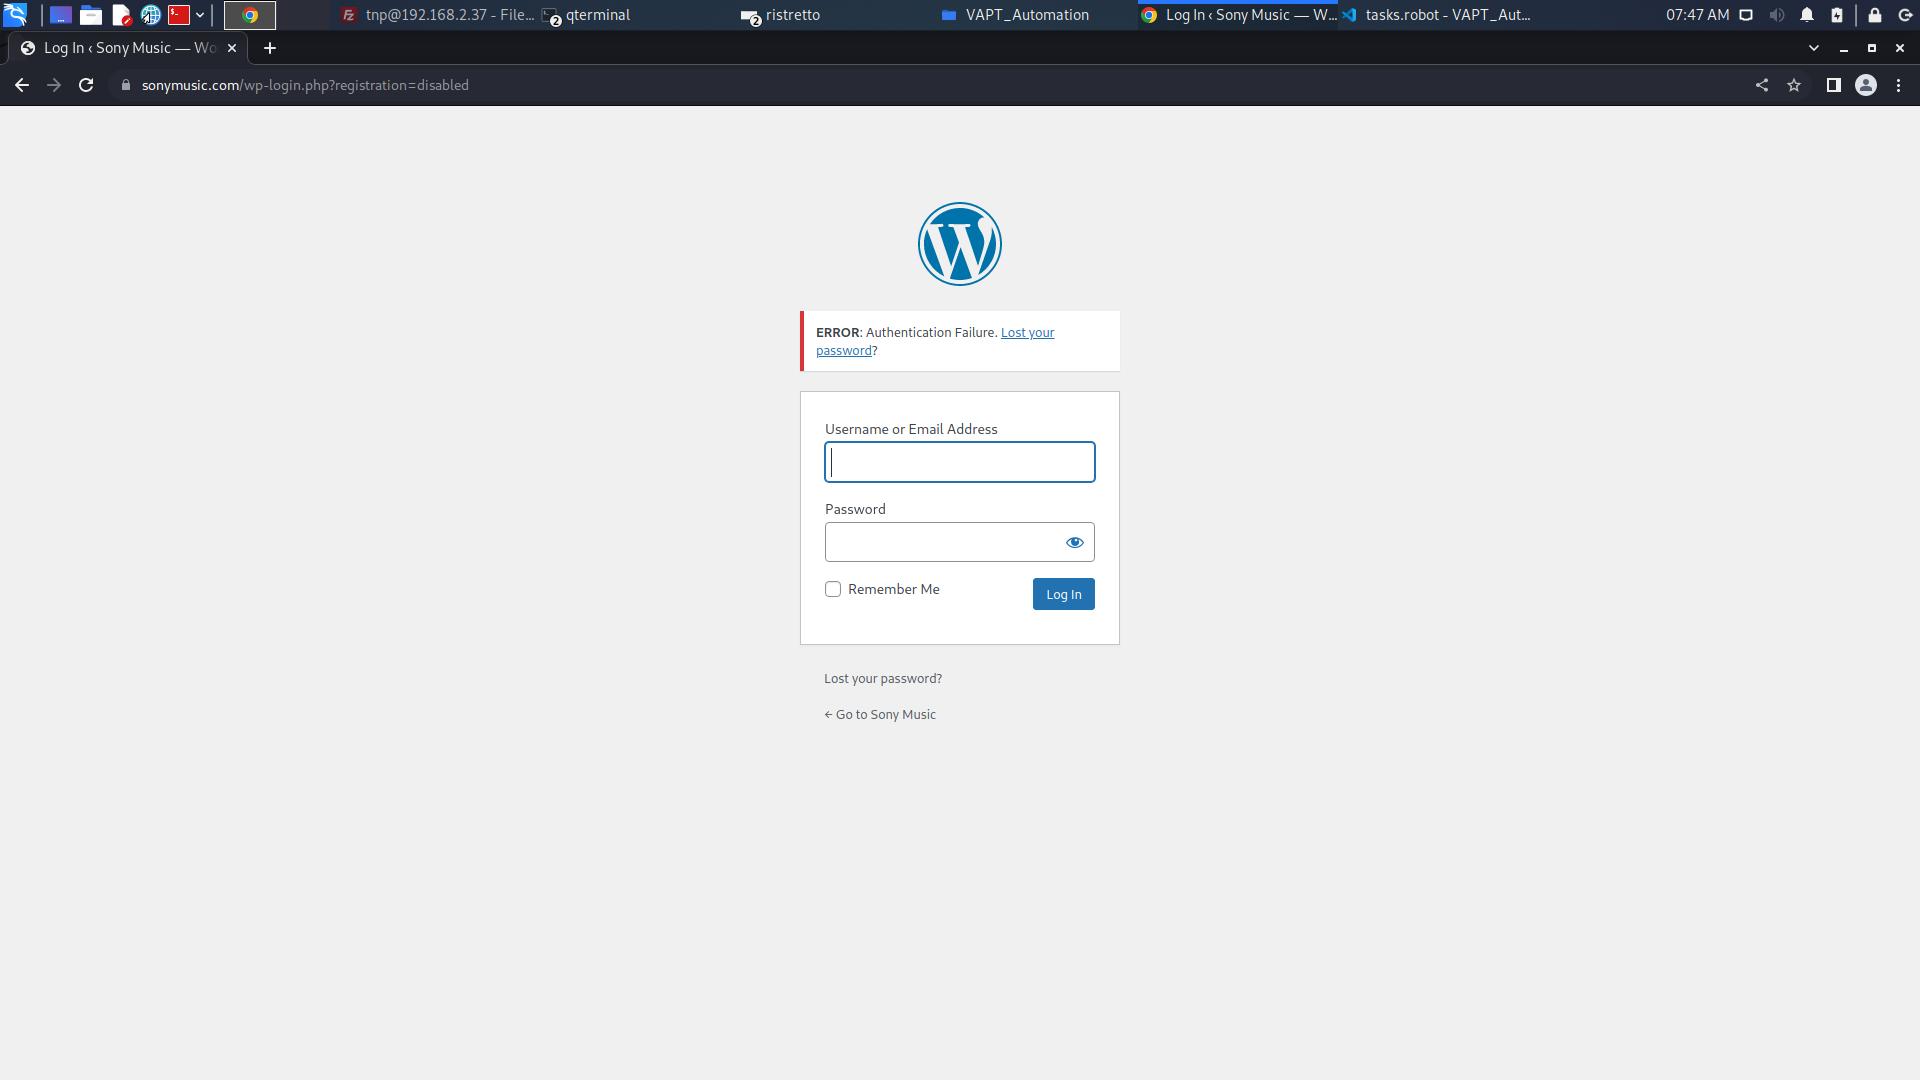 tnp@192.168.2.37 - File...
2 qterminal
2 ristretto
VAPT_Automation
Log In ‹ Sony Music — W...
tasks.robot - VAPT_Aut...
07:47 AM
Log In ‹ Sony Music — Wo
sonymusic.com/wp-login.php?registration=disabled
ERROR: Authentication Failure. Lost your
password?
Username or Email Address
Password
Remember Me
Log In
Lost your password?
← Go to Sony Music